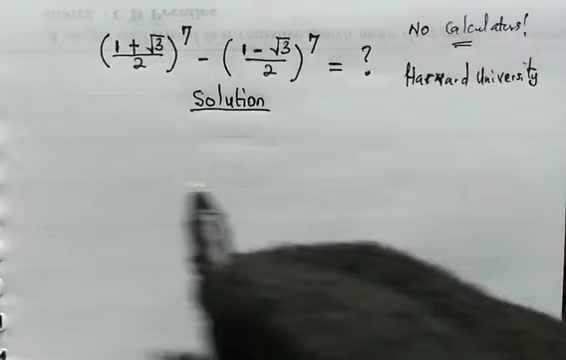 No Calculators!
(1 + √3 / 2)^7 - (1 - √3 / 2)^7 = ?
Harvard University
Solution